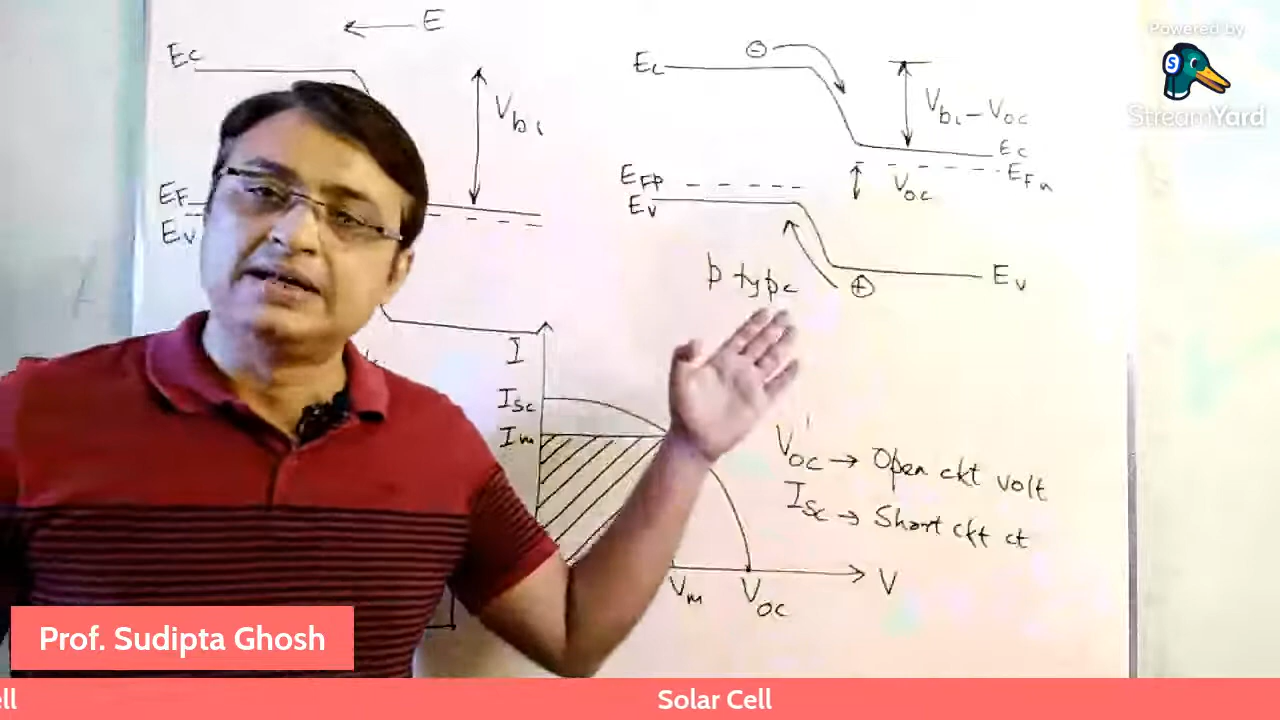 E
Ec
Vbi
EF
Ev
Ec
Vbi - Voc
Ec
EFn
Voc
EFp
Ev
p type
Ev
I
Isc
Im
Vm
Voc
V
Voc → Open ckt volt
Isc → Short ckt ct
Powered by
StreamYard
Prof. Sudipta Ghosh
ell
Solar Cell